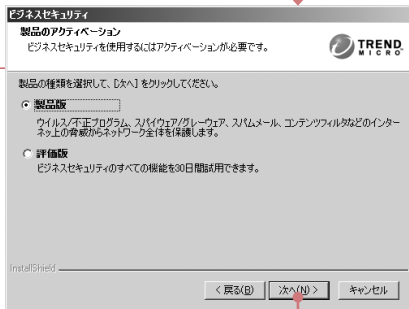 ビジネスセキュリティ
製品のアクティベーション
ビジネスセキュリティを使用するにはアクティベーションが必要です。
TREND
MICRO
製品の種類を選択して、[次へ] をクリックしてください。
製品版
ウイルス/不正プログラム、スパイウェア/グレーウェア、スパムメール、コンテンツフィルタなどのインター
ネット上の脅威からネットワーク全体を保護します。
評価版
ビジネスセキュリティのすべての機能を30日間試用できます。
InstallShield
< 戻る(B)
次へ(N) >
キャンセル